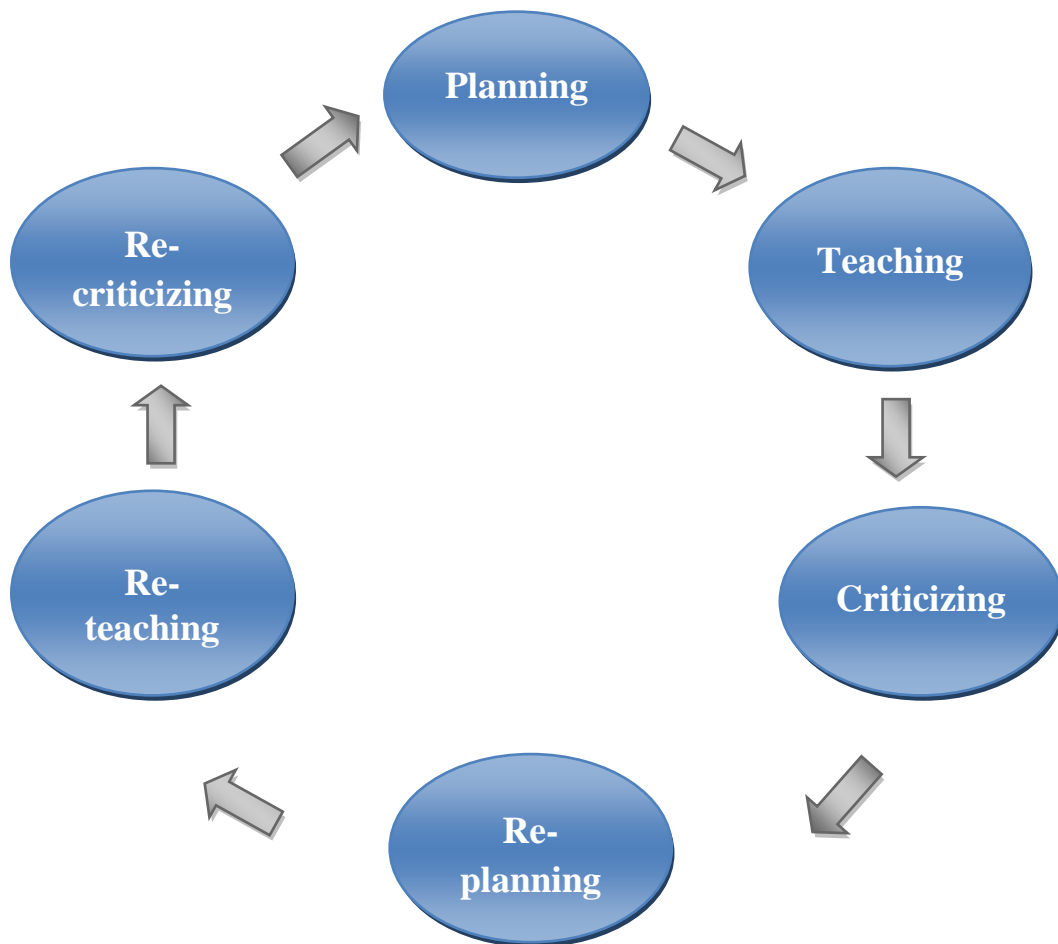 Planning
Teaching
Criticizing
Re-
planning
Re-
teaching
Re-
criticizing